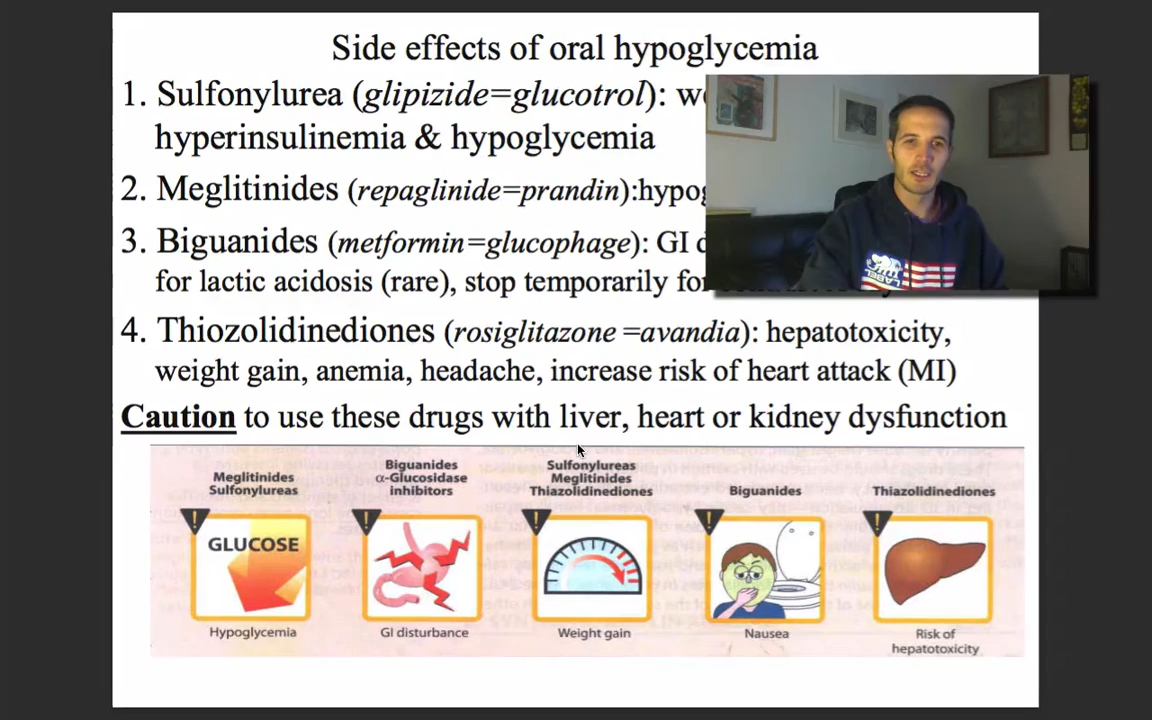 Side effects of oral hypoglycemia
1. Sulfonylurea (glipizide=glucotrol):
hyperinsulinemia & hypoglycemia
2. Meglitinides (repaglinide=prandin):
3. Biguanides (metformin=glucophage): GI
for lactic acidosis (rare), stop temporarily for
4. Thiozolidinediones (rosiglitazone =avandia): hepatotoxicity,
weight gain, anemia, headache, increase risk of heart attack (MI)
Caution to use these drugs with liver, heart or kidney dysfunction
Meglitinides
Sulfonylureas
Biguanides
α-Glucosidase
inhibitors
Sulfonylureas
Meglitinides
Thiazolidinediones
Biguanides
Thiazolidinediones
GLUCOSE
Hypoglycemia
GI disturbance
Weight gain
Nausea
Risk of
hepatotoxicity